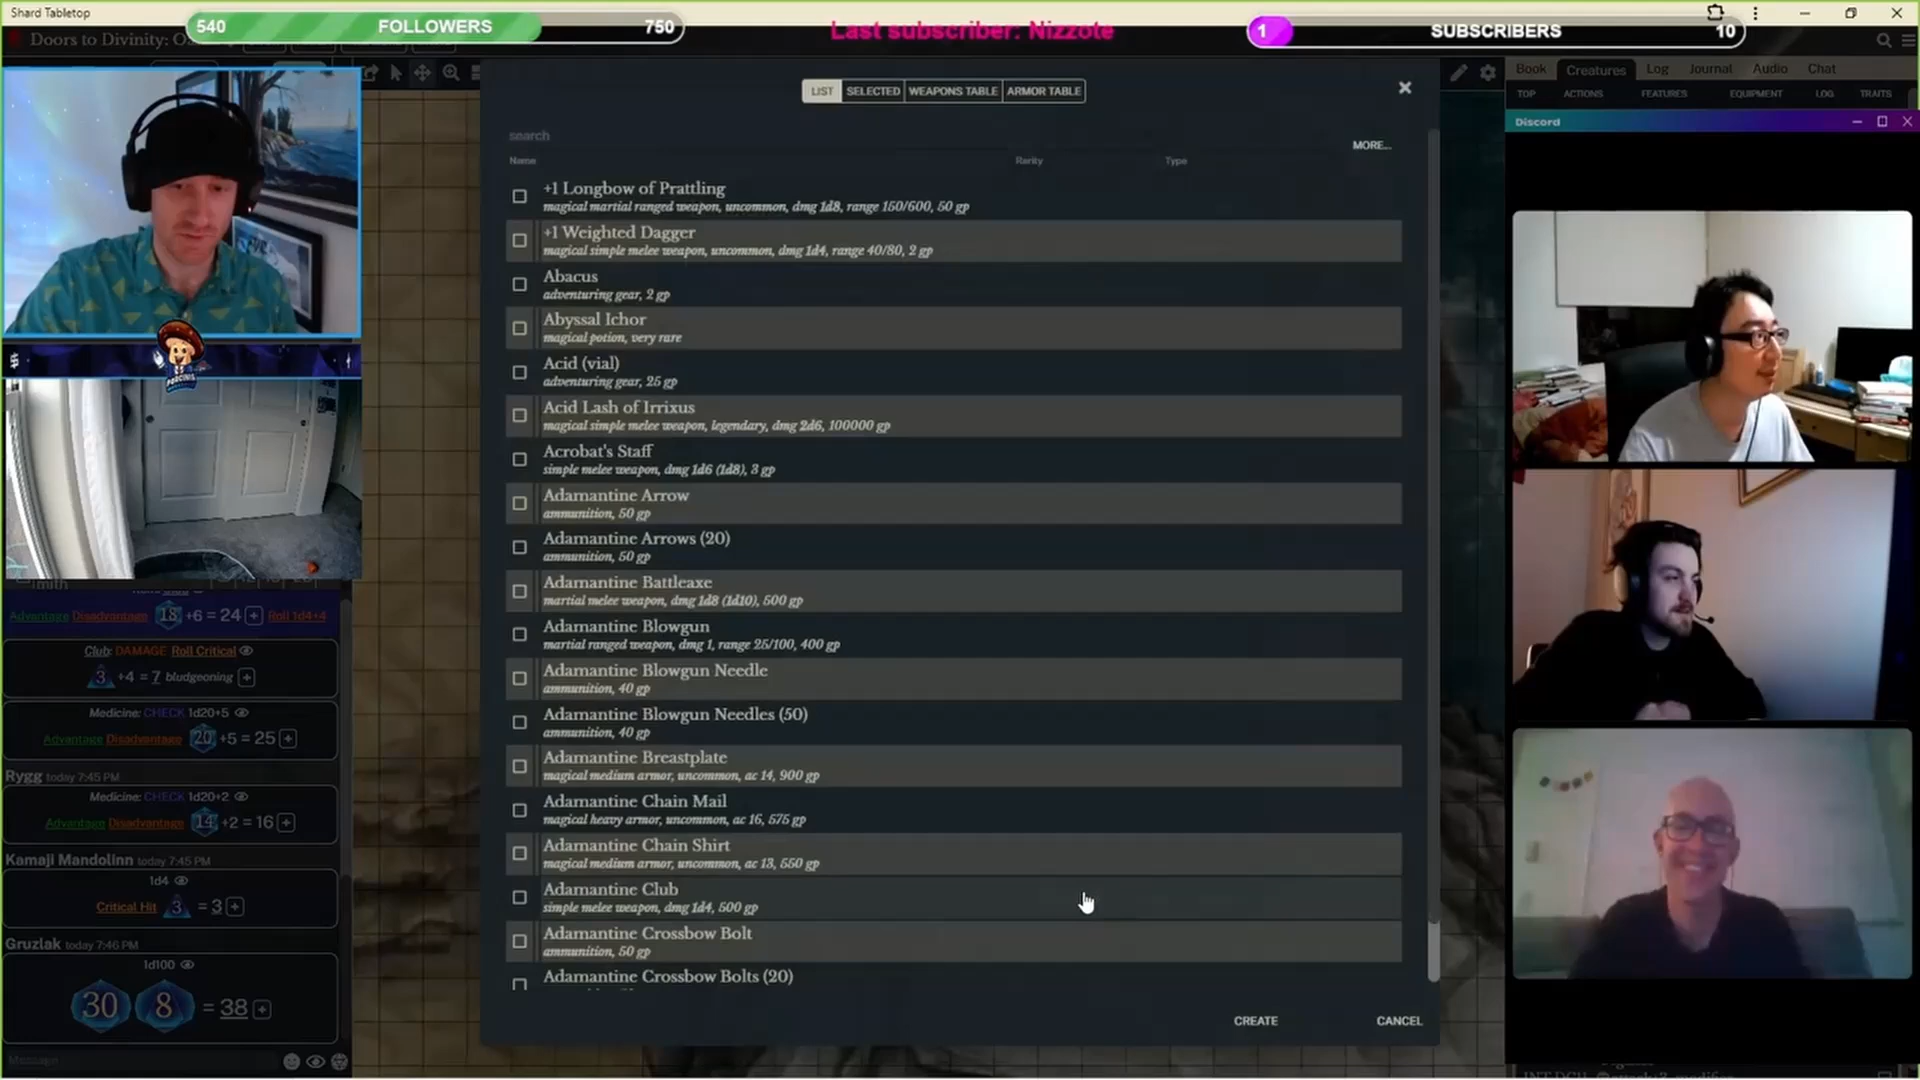 Shard Tabletop
540 FOLLOWERS 750
Last subscriber: Nizzote
1 SUBSCRIBERS 10
Doors to Divinity:
LIST SELECTED WEAPONS TABLE ARMOR TABLE
Book Creatures Log Journal Audio Chat
TOP ACTIONS FEATURES EQUIPMENT LOG TRAITS
Discord
search
MORE...
Name Rarity Type
+1 Longbow of Prattling
magical martial ranged weapon, uncommon, dmg 1d8, range 150/600, 50 gp
+1 Weighted Dagger
magical simple melee weapon, uncommon, dmg 1d4, range 40/80, 2 gp
Abacus
adventuring gear, 2 gp
Abyssal Ichor
magical potion, very rare
Acid (vial)
adventuring gear, 25 gp
Acid Lash of Irrixus
magical simple melee weapon, legendary, dmg 2d6, 100000 gp
Acrobat's Staff
simple melee weapon, dmg 1d6 (1d8), 3 gp
Adamantine Arrow
ammunition, 50 gp
Adamantine Arrows (20)
ammunition, 50 gp
Adamantine Battleaxe
martial melee weapon, dmg 1d8 (1d10), 500 gp
Adamantine Blowgun
martial ranged weapon, dmg 1, range 25/100, 400 gp
Adamantine Blowgun Needle
ammunition, 40 gp
Adamantine Blowgun Needles (50)
ammunition, 40 gp
Adamantine Breastplate
magical medium armor, uncommon, ac 14, 900 gp
Adamantine Chain Mail
magical heavy armor, uncommon, ac 16, 575 gp
Adamantine Chain Shirt
magical medium armor, uncommon, ac 13, 550 gp
Adamantine Club
simple melee weapon, dmg 1d4, 500 gp
Adamantine Crossbow Bolt
ammunition, 50 gp
Adamantine Crossbow Bolts (20)
CREATE CANCEL
PORCINIS
Advantage Disadvantage 18 +6 = 24 + Roll 1d4+4
Club: DAMAGE Roll Critical
3 +4 = 7 bludgeoning +
Medicine: CHECK 1d20+5
Advantage Disadvantage 20 +5 = 25 +
Rygg today 7:45 PM
Medicine: CHECK 1d20+2
Advantage Disadvantage 14 +2 = 16 +
Kamaji Mandolinn today 7:45 PM
1d4
Critical Hit 3 = 3 +
Gruzlak today 7:46 PM
1d100
30 8 = 38 +
Message